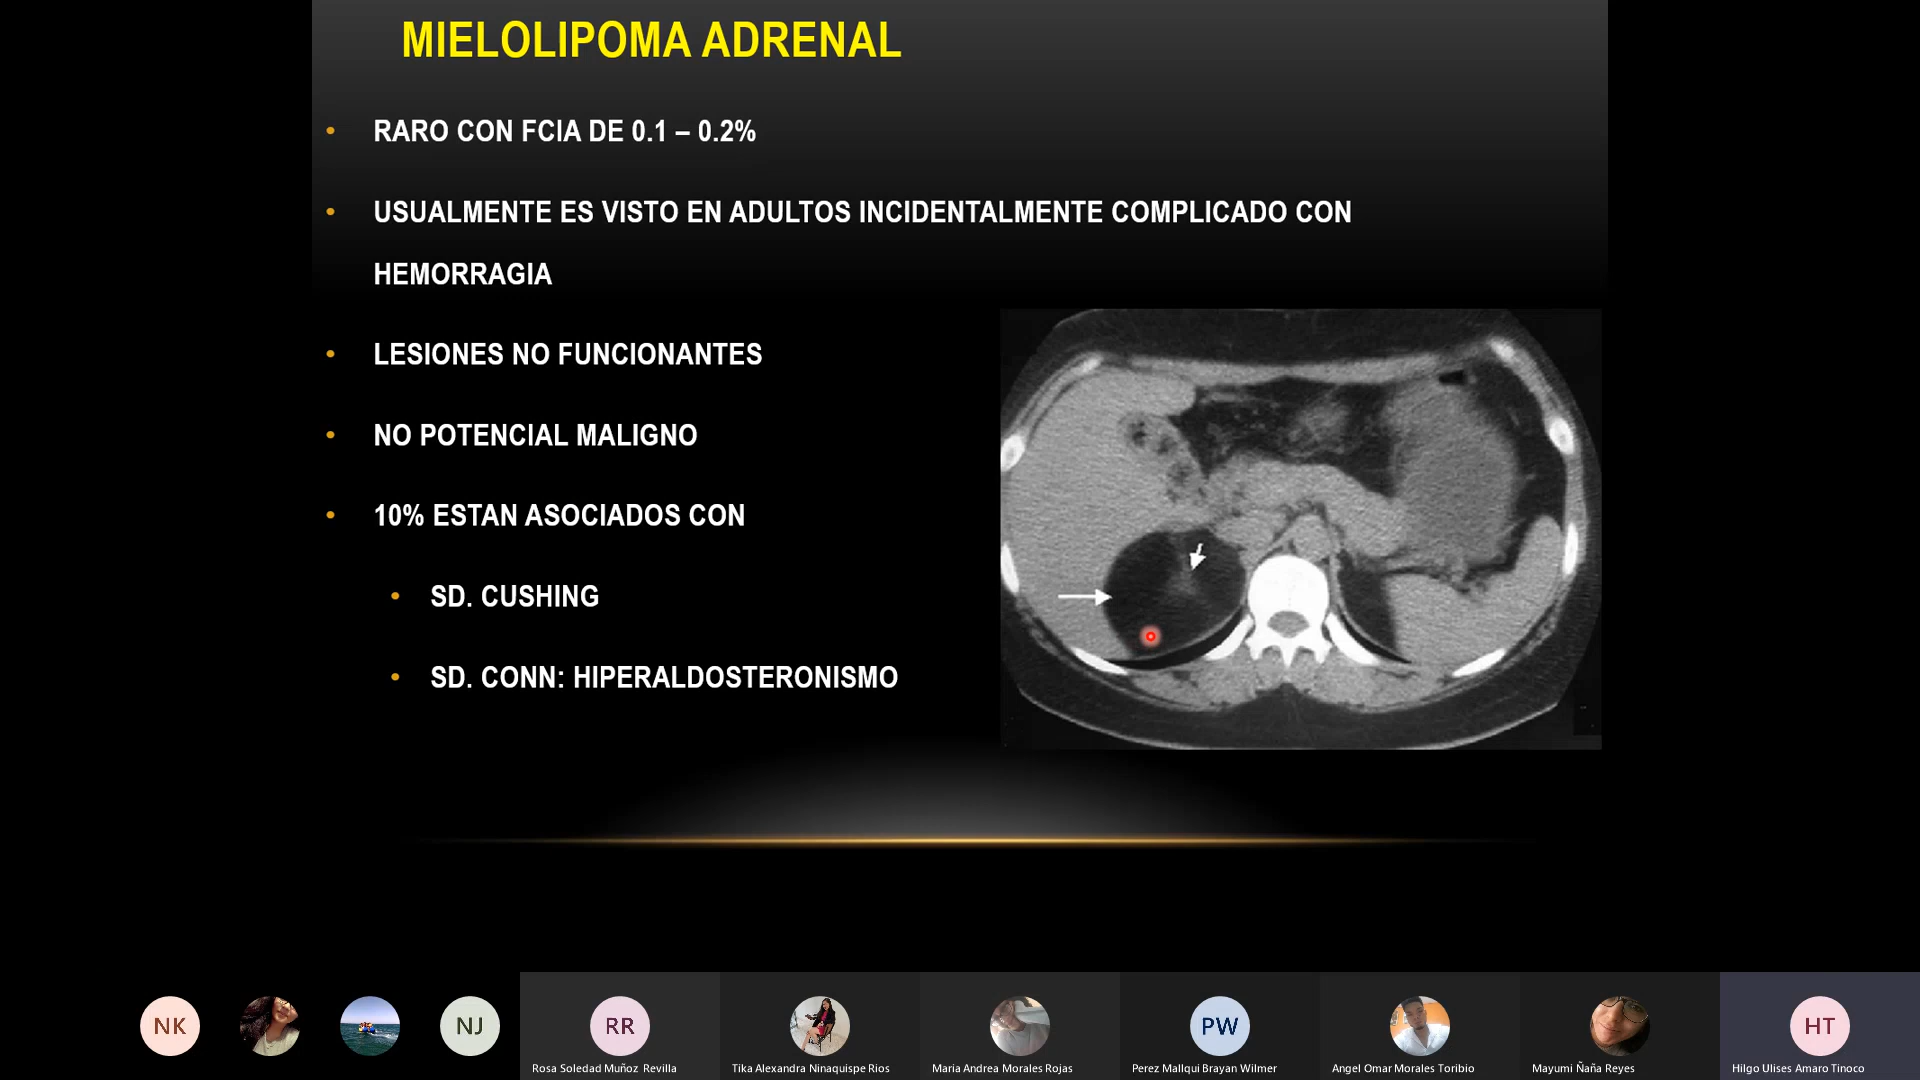 MIELOLIPOMA ADRENAL
• RARO CON FCIA DE 0.1 – 0.2%
• USUALMENTE ES VISTO EN ADULTOS INCIDENTALMENTE COMPLICADO CON
HEMORRAGIA
• LESIONES NO FUNCIONANTES
• NO POTENCIAL MALIGNO
• 10% ESTAN ASOCIADOS CON
• SD. CUSHING
• SD. CONN: HIPERALDOSTERONISMO
NK
NJ
RR
PW
HT
Rosa Soledad Muñoz Revilla
Tika Alexandra Ninaquispe Rios
Maria Andrea Morales Rojas
Perez Mallqui Brayan Wilmer
Angel Omar Morales Toribio
Mayumi Ñaña Reyes
Hilgo Ulises Amaro Tinoco